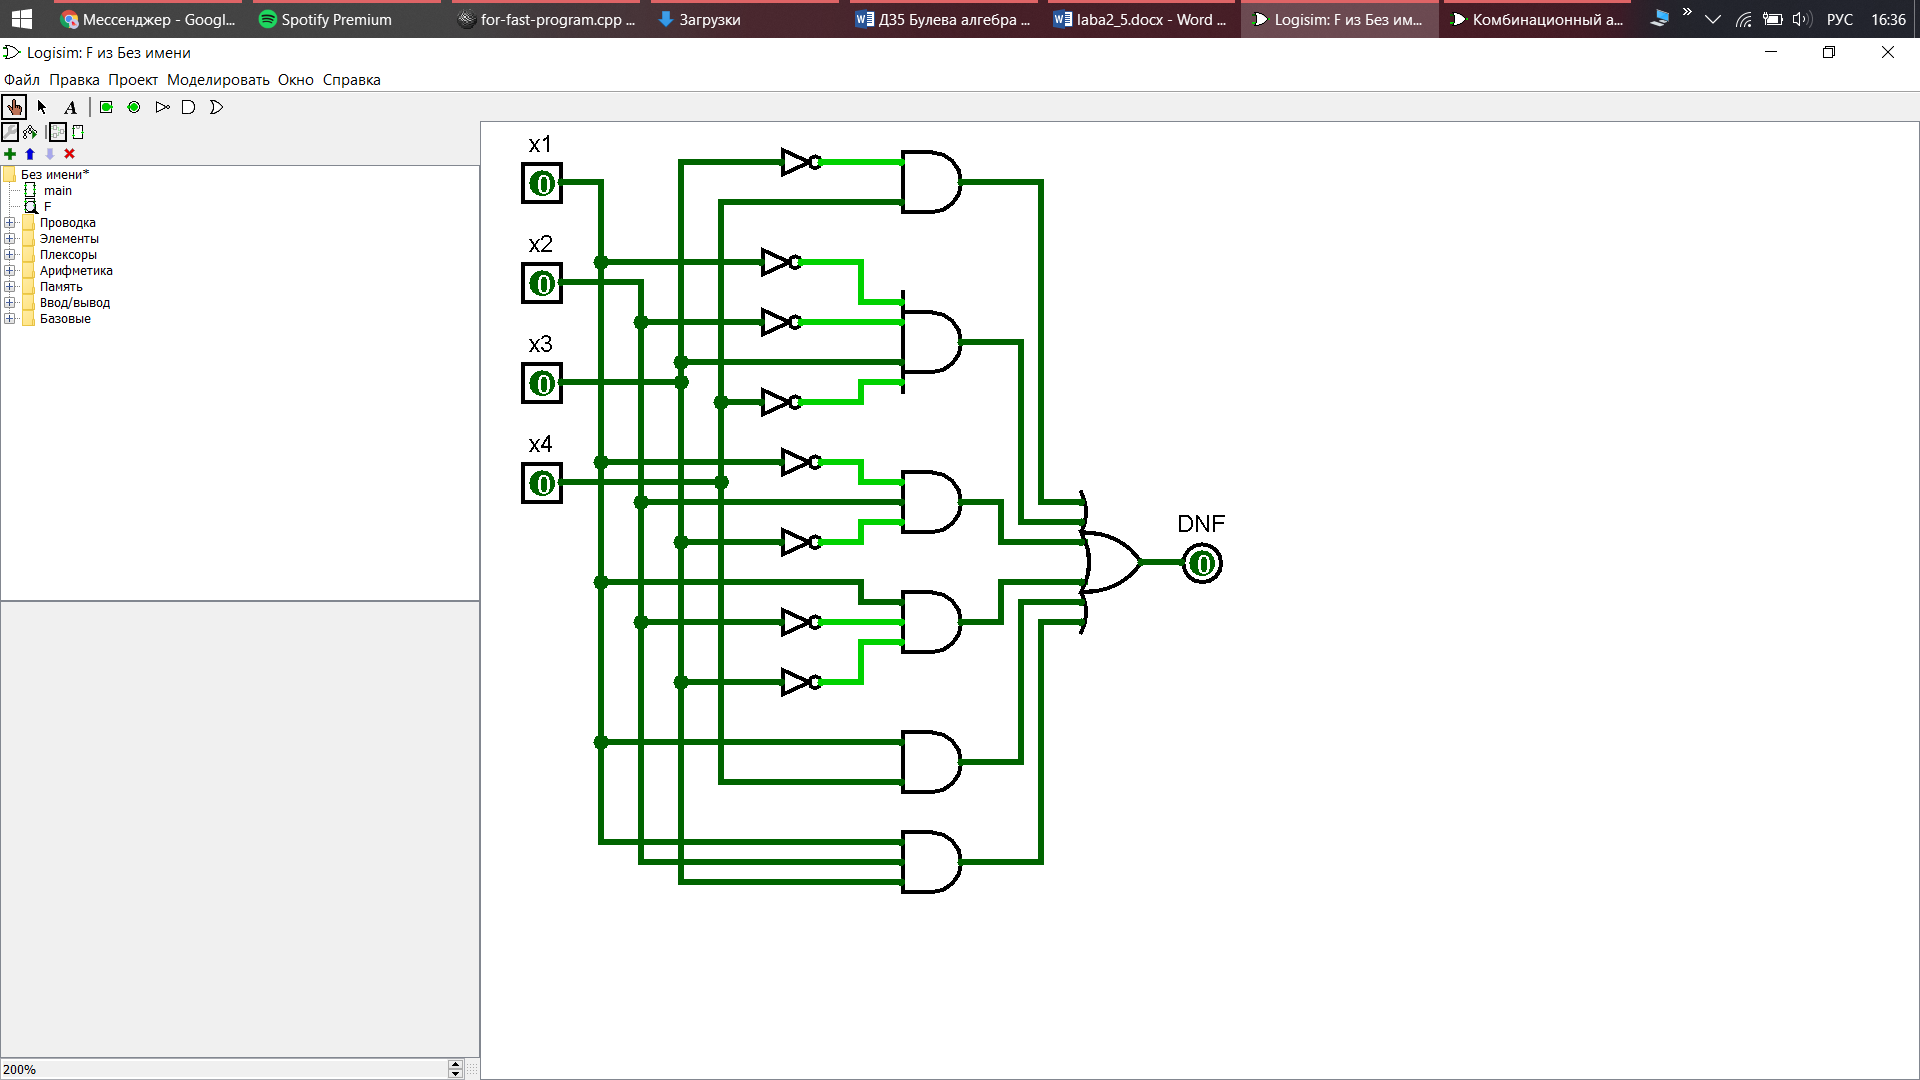 Мессенджер - Googl...
Spotify Premium
for-fast-program.cpp ...
Загрузки
ДЗ5 Булева алгебра ...
laba2_5.docx - Word ...
Logisim: F из Без им...
Комбинационный а...
»
РУС
16:36
Logisim: F из Без имени
Файл Правка Проект Моделировать Окно Справка
A
Без имени*
main
F
Проводка
Элементы
Плексоры
Арифметика
Память
Ввод/вывод
Базовые
x1
0
x2
0
x3
0
x4
0
DNF
0
200%